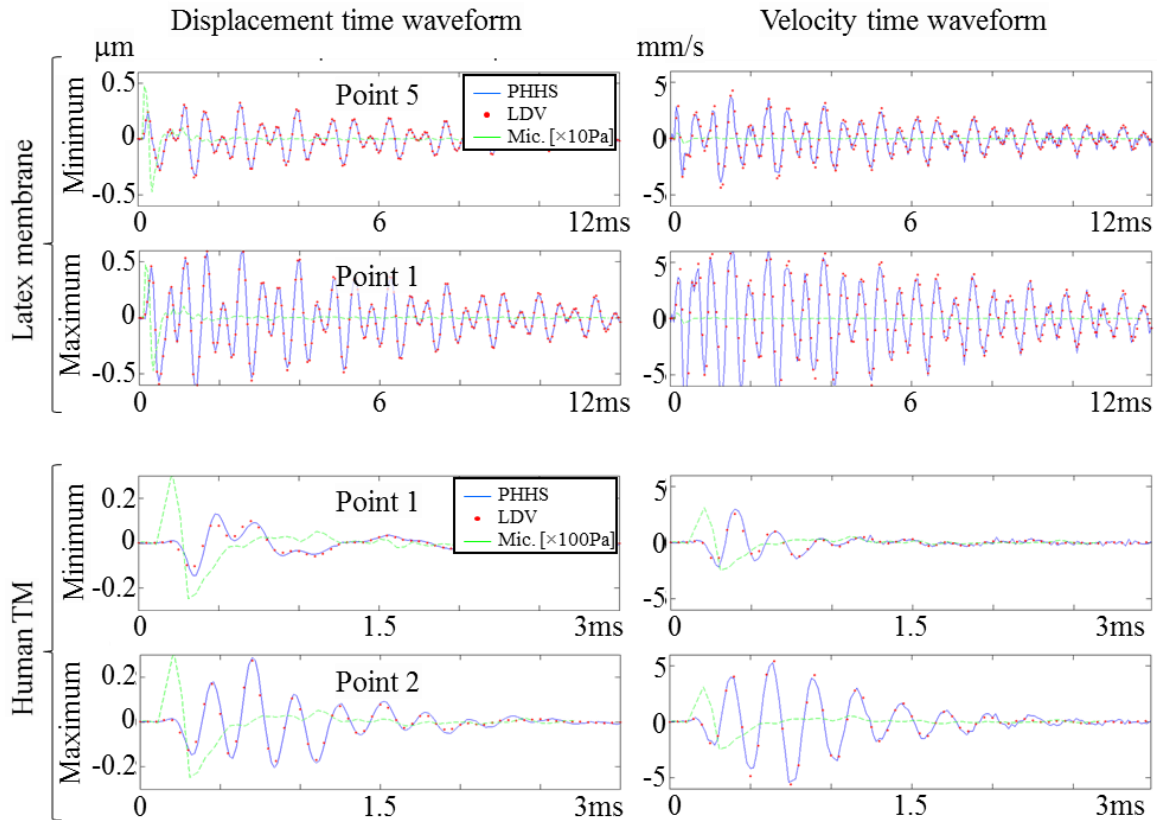 Displacement time waveform
Velocity time waveform
μm
mm/s
Latex membrane
Minimum
0.5
0
-0.5
Point 5
PHHS
LDV
Mic. [×10Pa]
0
6
12ms
5
0
-5
0
6
12ms
Maximum
0.5
0
-0.5
Point 1
0
6
12ms
5
0
-5
0
6
12ms
Human TM
Minimum
0.2
0
-0.2
Point 1
PHHS
LDV
Mic. [×100Pa]
0
1.5
3ms
5
0
-5
0
1.5
3ms
Maximum
0.2
0
-0.2
Point 2
0
1.5
3ms
5
0
-5
0
1.5
3ms